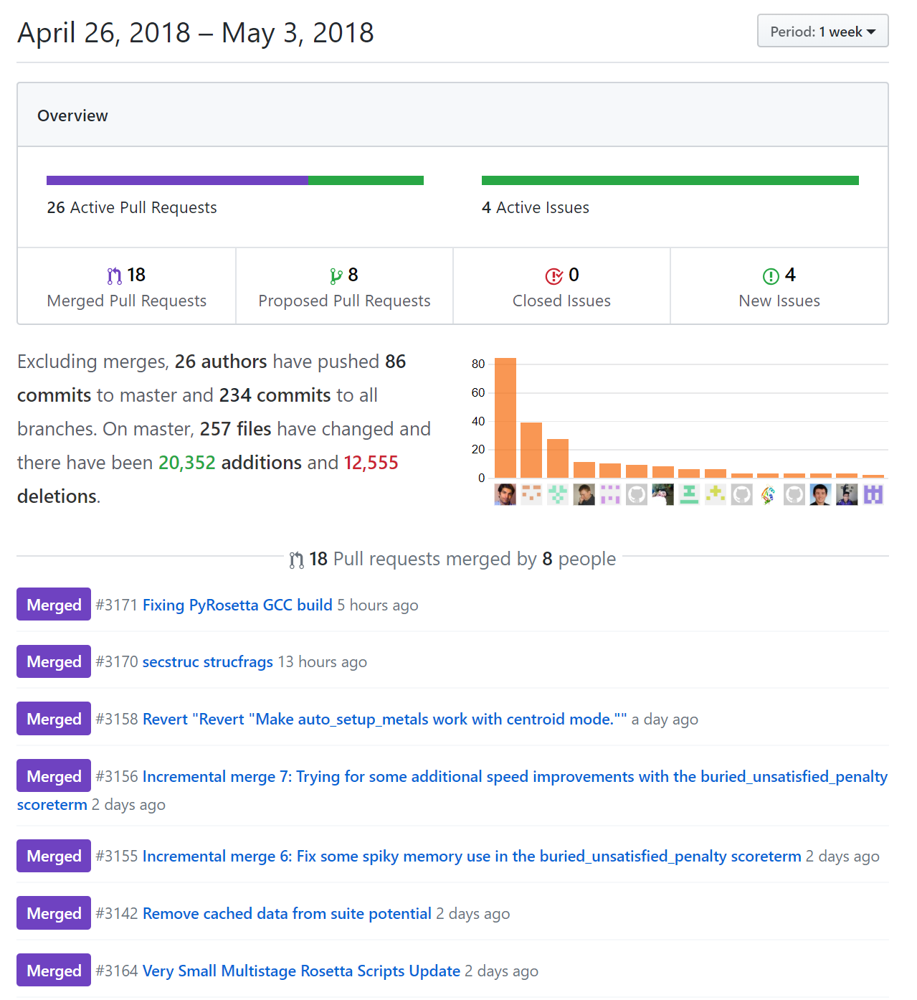 April 26, 2018 – May 3, 2018
Period: 1 week
Overview
26 Active Pull Requests
4 Active Issues
18
Merged Pull Requests
8
Proposed Pull Requests
0
Closed Issues
4
New Issues
Excluding merges, 26 authors have pushed 86
commits to master and 234 commits to all
branches. On master, 257 files have changed and
there have been 20,352 additions and 12,555
deletions.
80
60
40
20
0
18 Pull requests merged by 8 people
Merged #3171 Fixing PyRosetta GCC build 5 hours ago
Merged #3170 secstruc strucfrags 13 hours ago
Merged #3158 Revert "Revert "Make auto_setup_metals work with centroid mode."" a day ago
Merged #3156 Incremental merge 7: Trying for some additional speed improvements with the buried_unsatisfied_penalty
scoreterm 2 days ago
Merged #3155 Incremental merge 6: Fix some spiky memory use in the buried_unsatisfied_penalty scoreterm 2 days ago
Merged #3142 Remove cached data from suite potential 2 days ago
Merged #3164 Very Small Multistage Rosetta Scripts Update 2 days ago